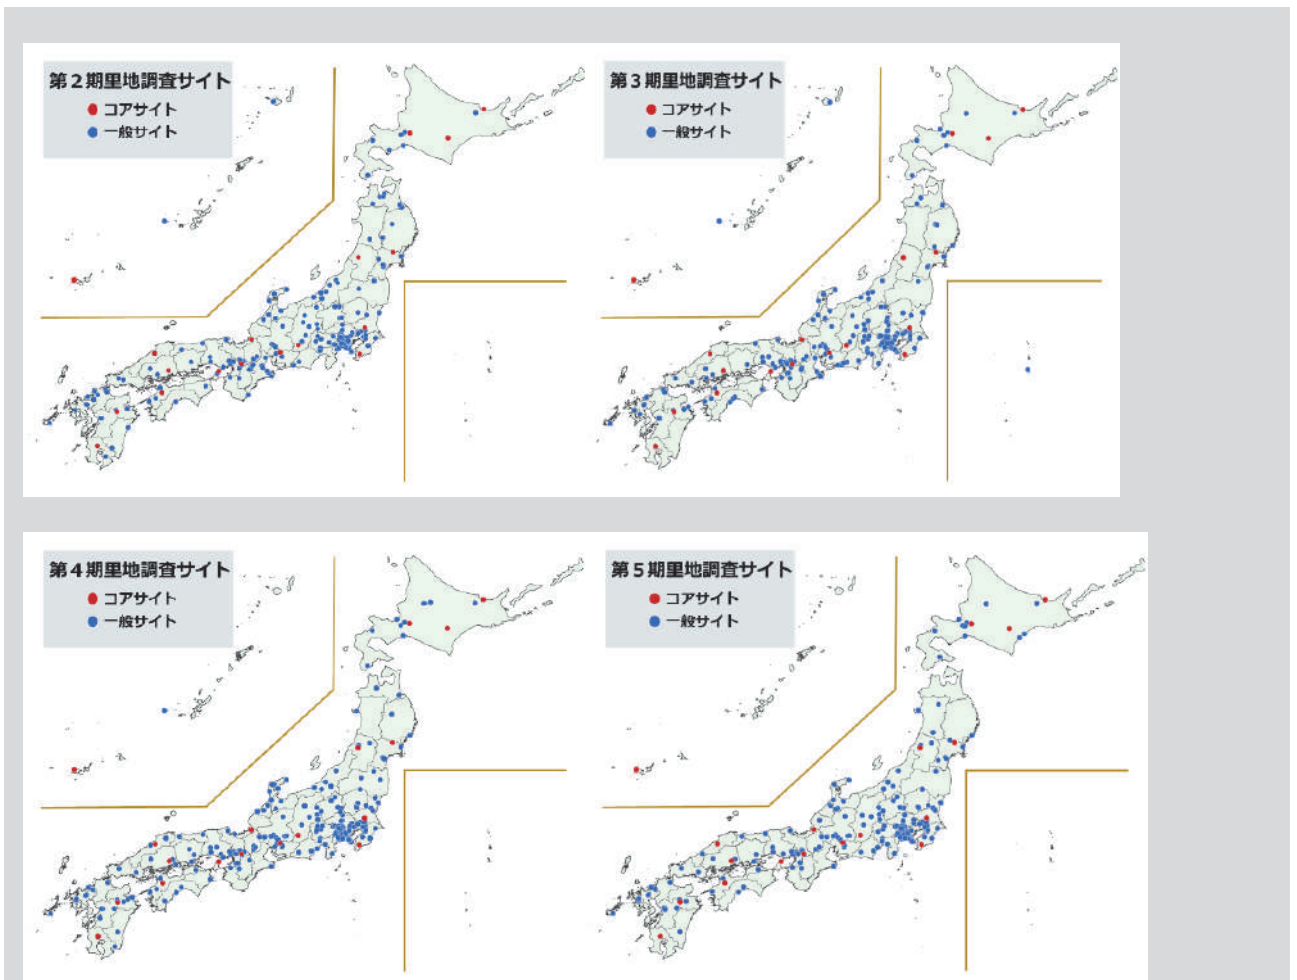 第2期里地調査サイト
コアサイト
一般サイト
第3期里地調査サイト
コアサイト
一般サイト
第4期里地調査サイト
コアサイト
一般サイト
第5期里地調査サイト
コアサイト
一般サイト